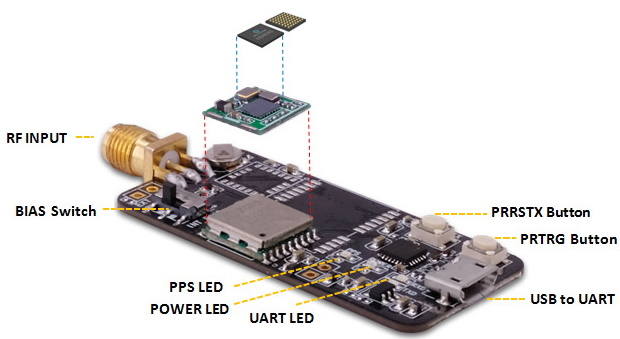 RF INPUT
BIAS Switch
PRRSTX Button
PRTRG Button
PPS LED
POWER LED
USB to UART
UART LED